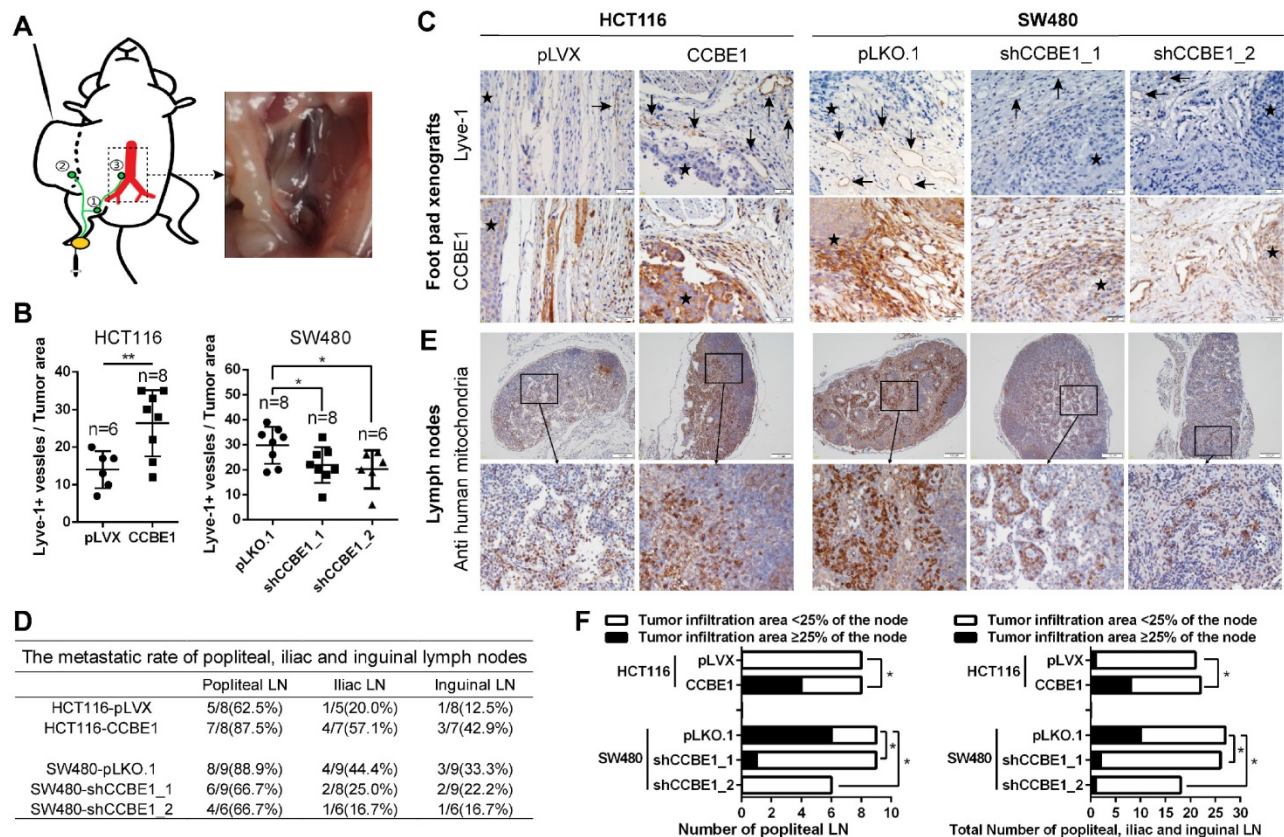 A
②
③
①
B
HCT116
Lyve-1+ vessles / Tumor area
40
30
20
10
0
**
n=6
n=8
pLVX CCBE1
SW480
Lyve-1+ vessles / Tumor area
60
50
40
30
20
10
0
*
*
n=8
n=8
n=6
pLKO.1
shCCBE1_1
shCCBE1_2
C
HCT116
SW480
pLVX
CCBE1
pLKO.1
shCCBE1_1
shCCBE1_2
Foot pad xenografts
Lyve-1
CCBE1
D
The metastatic rate of popliteal, iliac and inguinal lymph nodes
Popliteal LN Iliac LN Inguinal LN
HCT116-pLVX 5/8(62.5%) 1/5(20.0%) 1/8(12.5%)
HCT116-CCBE1 7/8(87.5%) 4/7(57.1%) 3/7(42.9%)
SW480-pLKO.1 8/9(88.9%) 4/9(44.4%) 3/9(33.3%)
SW480-shCCBE1_1 6/9(66.7%) 2/8(25.0%) 2/9(22.2%)
SW480-shCCBE1_2 4/6(66.7%) 1/6(16.7%) 1/6(16.7%)
E
Lymph nodes
Anti human mitochondria
F
Tumor infiltration area <25% of the node
Tumor infiltration area ≥25% of the node
HCT116
pLVX
CCBE1
*
SW480
pLKO.1
shCCBE1_1
shCCBE1_2
*
*
0 2 4 6 8 10
Number of popliteal LN
Tumor infiltration area <25% of the node
Tumor infiltration area ≥25% of the node
HCT116
pLVX
CCBE1
*
SW480
pLKO.1
shCCBE1_1
shCCBE1_2
*
*
0 5 10 15 20 25 30
Total Number of popliteal, iliac and inguinal LN